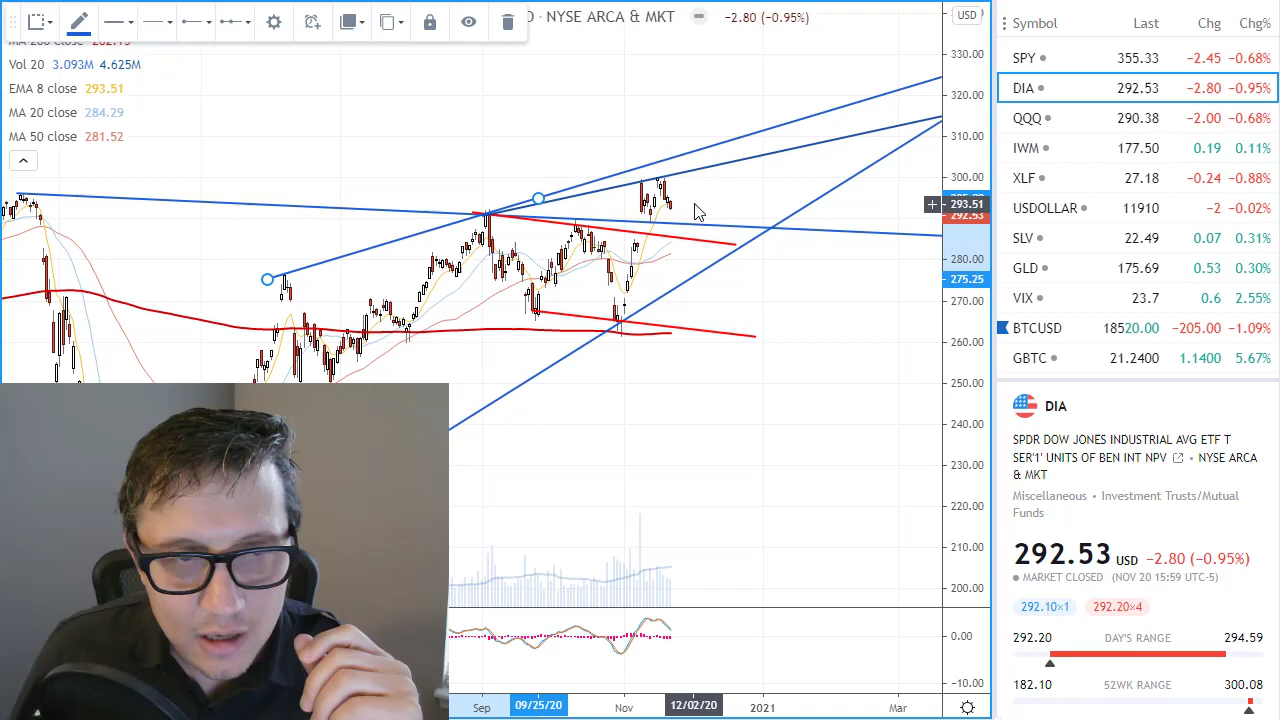 NYSE ARCA & MKT −2.80 (−0.95%)
Vol 20 3.093M 4.625M
EMA 8 close 293.51
MA 20 close 284.29
MA 50 close 281.52
USD
330.00
320.00
310.00
300.00
293.51
292.53
280.00
275.25
270.00
260.00
250.00
240.00
230.00
220.00
210.00
200.00
0.00
−10.00
Sep 09/25/20 Nov 12/02/20 2021 Mar
Symbol Last Chg Chg%
SPY 355.33 −2.45 −0.68%
DIA 292.53 −2.80 −0.95%
QQQ 290.38 −2.00 −0.68%
IWM 177.50 0.19 0.11%
XLF 27.18 −0.24 −0.88%
USDOLLAR 11910 −2 −0.02%
SLV 22.49 0.07 0.31%
GLD 175.69 0.53 0.30%
VIX 23.7 0.6 2.55%
BTCUSD 18520.00 −205.00 −1.09%
GBTC 21.2400 1.1400 5.67%
DIA
SPDR DOW JONES INDUSTRIAL AVG ETF T
SER'1' UNITS OF BEN INT NPV • NYSE ARCA
& MKT
Miscellaneous • Investment Trusts/Mutual
Funds
292.53 USD −2.80 (−0.95%)
MARKET CLOSED (NOV 20 15:59 UTC-5)
292.10×1 292.20×4
292.20 DAY'S RANGE 294.59
182.10 52WK RANGE 300.08